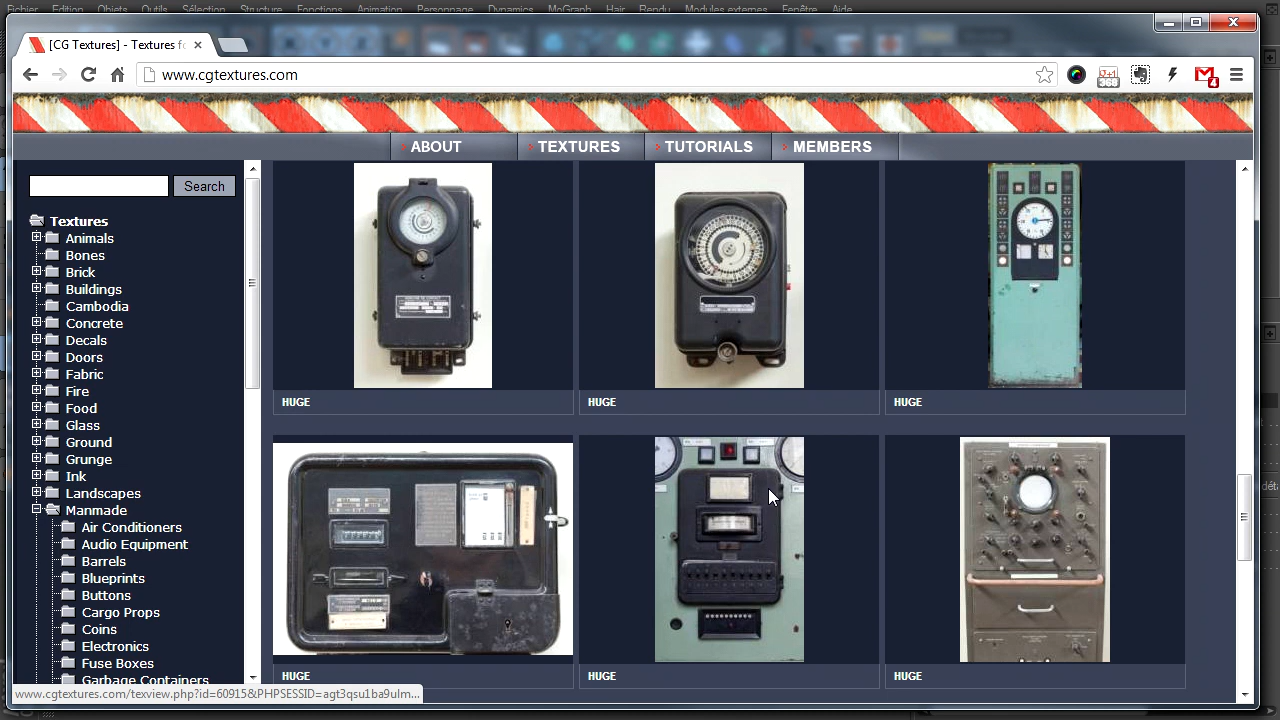 Fichier Edition Objets Outils Sélection Structure Fonctions Animation Personnage Dynamics MoGraph Hair Rendu Modules externes Fenêtre Aide
[CG Textures] - Textures fo
www.cgtextures.com
ABOUT TEXTURES TUTORIALS MEMBERS
Search
Textures
Animals
Bones
Brick
Buildings
Cambodia
Concrete
Decals
Doors
Fabric
Fire
Food
Glass
Ground
Grunge
Ink
Landscapes
Manmade
Air Conditioners
Audio Equipment
Barrels
Blueprints
Buttons
Cargo Props
Coins
Electronics
Fuse Boxes
Garbage Containers
HUGE HUGE HUGE
HUGE HUGE HUGE
www.cgtextures.com/texview.php?id=60915&PHPSESSID=agt3qsu1ba9ulm...